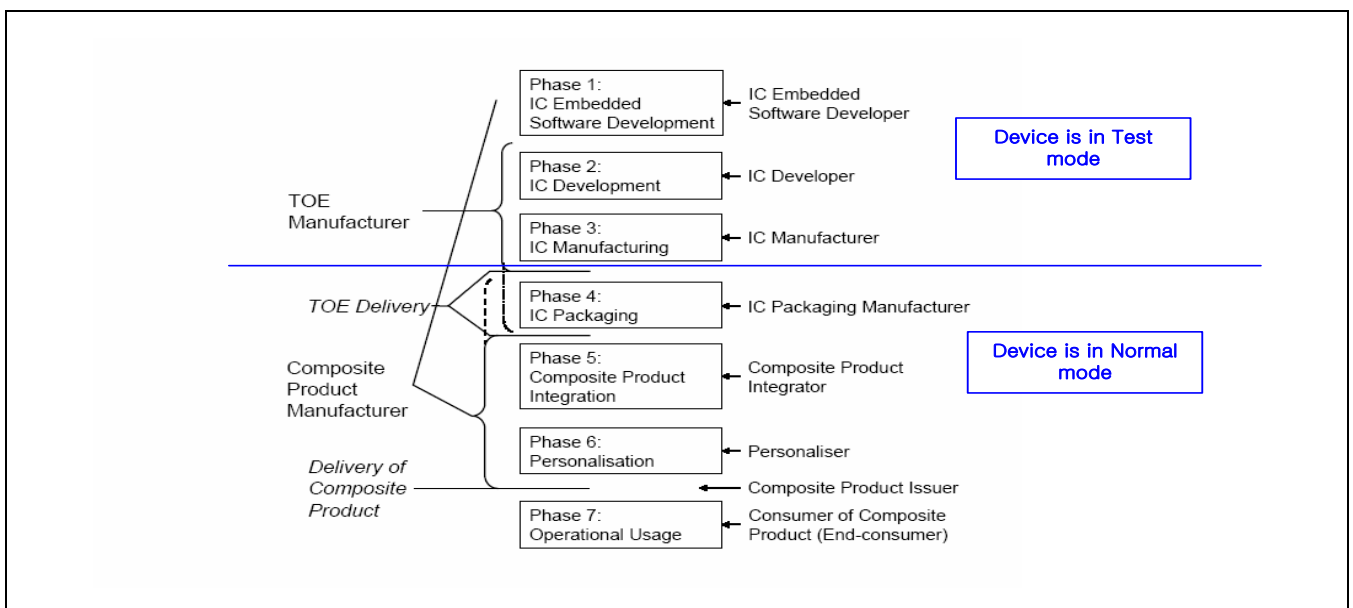 Phase 1:
IC Embedded
Software Development
IC Embedded
Software Developer
Device is in Test
mode
Phase 2:
IC Development
IC Developer
TOE
Manufacturer
Phase 3:
IC Manufacturing
IC Manufacturer
TOE Delivery
Phase 4:
IC Packaging
IC Packaging Manufacturer
Device is in Normal
mode
Composite
Product
Manufacturer
Phase 5:
Composite Product
Integration
Composite Product
Integrator
Phase 6:
Personalisation
Personaliser
Delivery of
Composite
Product
Composite Product Issuer
Phase 7:
Operational Usage
Consumer of Composite
Product (End-consumer)